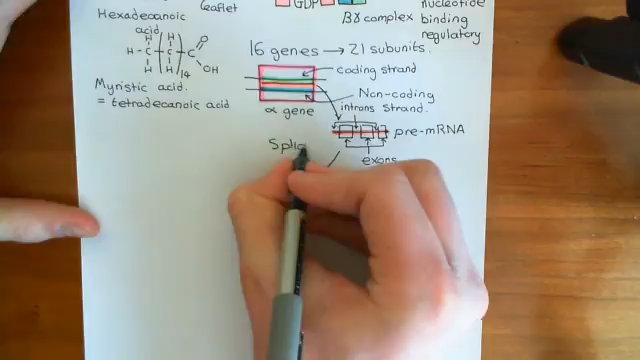 Hexadecanoic
acid
leaflet
GDP
nucleotide
βγ complex
binding
regulatory
H
H
O
H-C
C
C
H
H
14
OH
Myristic acid.
= tetradecanoic acid
16 genes → 21 subunits.
coding strand
Non-coding
strand.
α gene
introns
pre-mRNA
exons
Splic